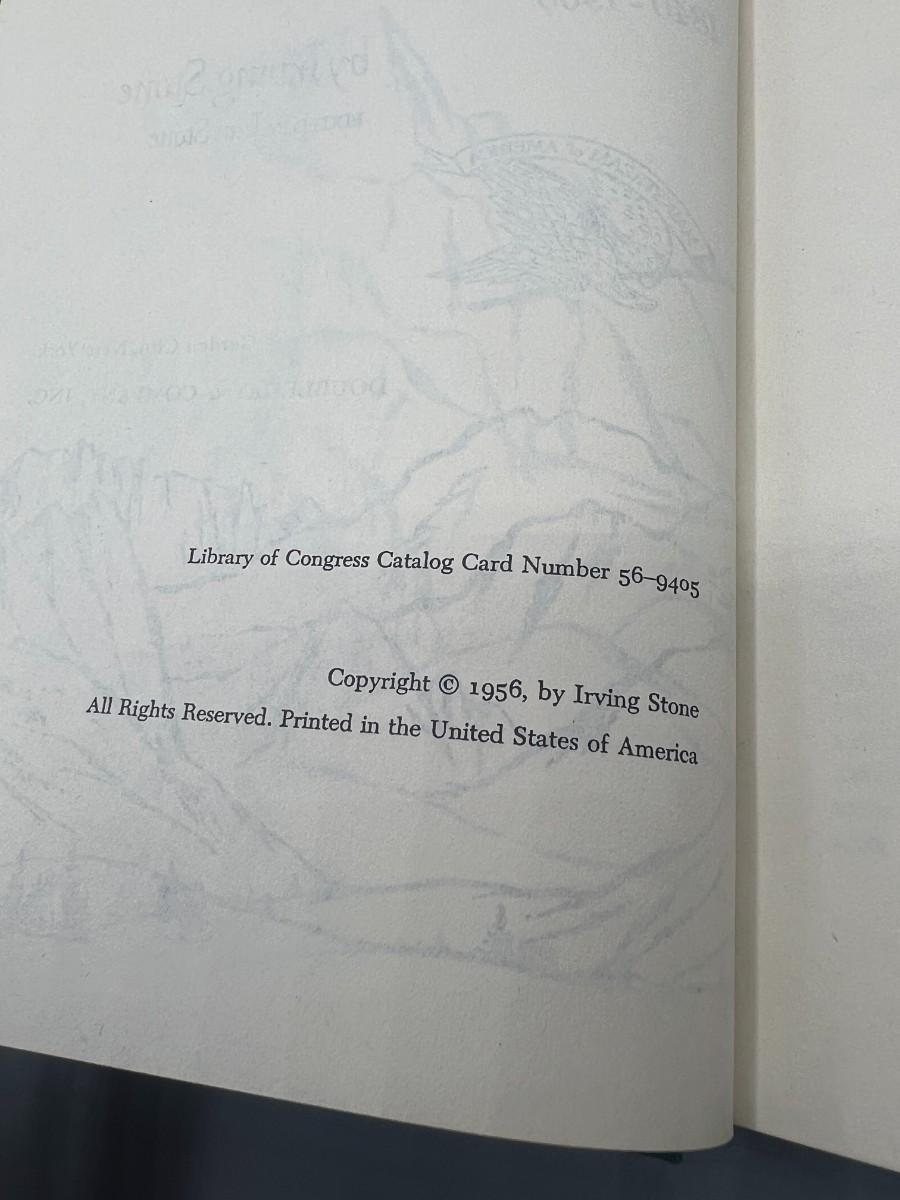 Library of Congress Catalog Card Number 56–9405
Copyright © 1956, by Irving Stone
All Rights Reserved. Printed in the United States of America